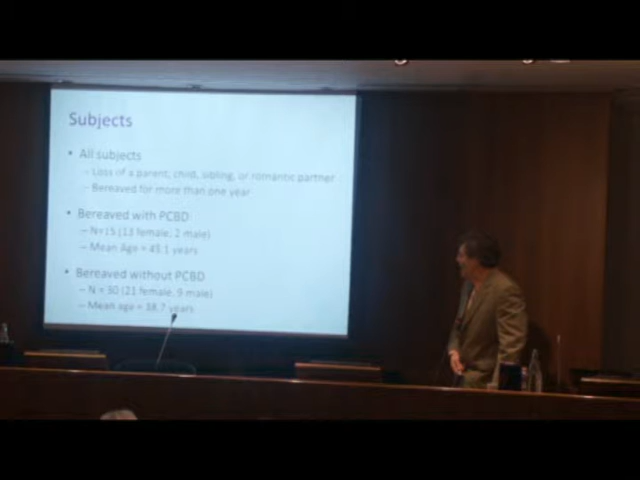 Subjects
• All subjects
– Loss of a parent, child, sibling, or romantic partner
– Bereaved for more than one year
• Bereaved with PCBD
– N=15 (13 female; 2 male)
– Mean Age = 43.1 years
• Bereaved without PCBD
– N = 30 (21 female, 9 male)
– Mean age = 38.7 years